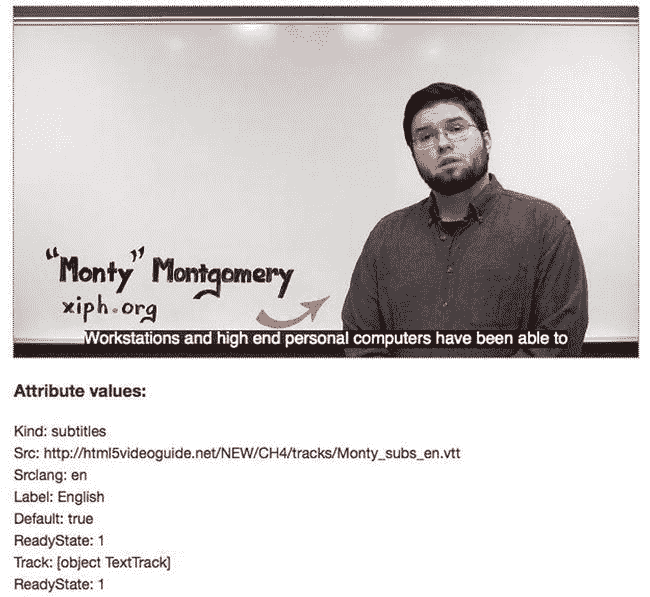 “Monty” Montgomery
xiph.org
Workstations and high end personal computers have been able to
Attribute values:
Kind: subtitles
Src: http://html5videoguide.net/NEW/CH4/tracks/Monty_subs_en.vtt
Srclang: en
Label: English
Default: true
ReadyState: 1
Track: [object TextTrack]
ReadyState: 1